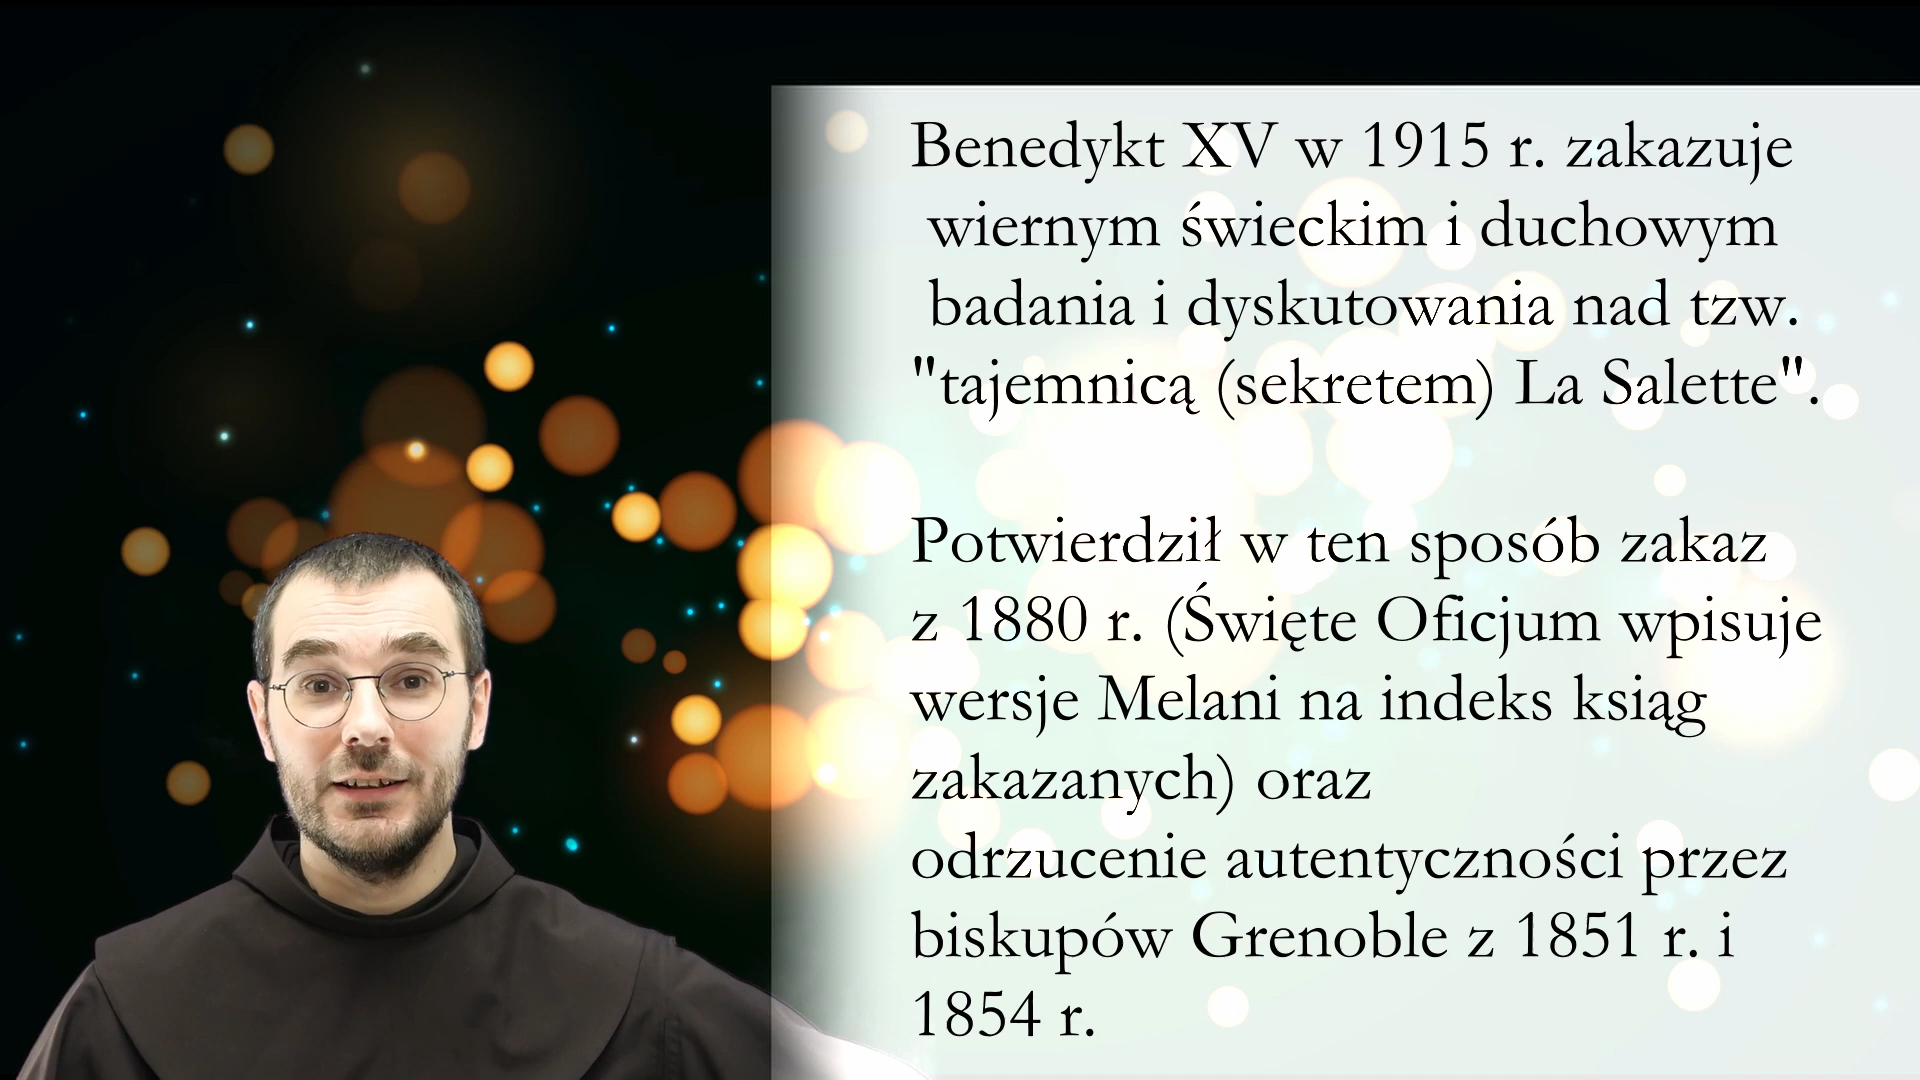 Benedykt XV w 1915 r. zakazuje
wiernym świeckim i duchowym
badania i dyskutowania nad tzw.
"tajemnicą (sekretem) La Salette".
Potwierdził w ten sposób zakaz
z 1880 r. (Święte Oficjum wpisuje
wersje Melani na indeks ksiąg
zakazanych) oraz
odrzucenie autentyczności przez
biskupów Grenoble z 1851 r. i
1854 r.